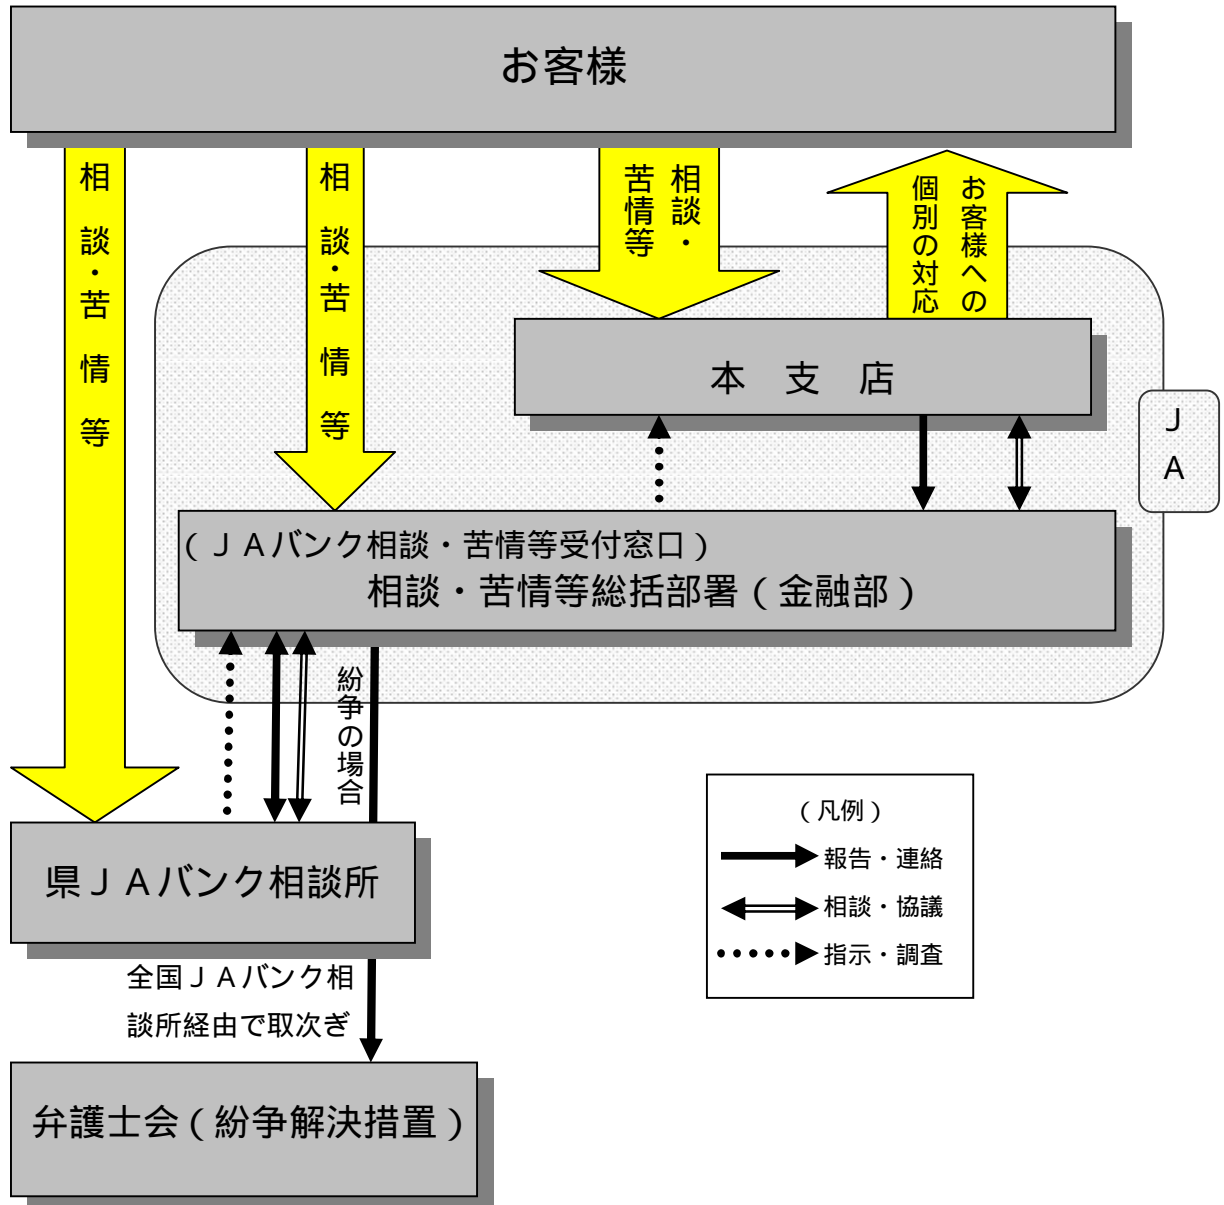 お客様
相談・苦情等
相談・苦情等
相談・
苦情等
お客様への
個別の対応
本支店
JA
(JAバンク相談・苦情等受付窓口)
相談・苦情等総括部署(金融部)
紛争の場合
県JAバンク相談所
全国JAバンク相
談所経由で取次ぎ
弁護士会(紛争解決措置)
(凡例)
報告・連絡
相談・協議
指示・調査